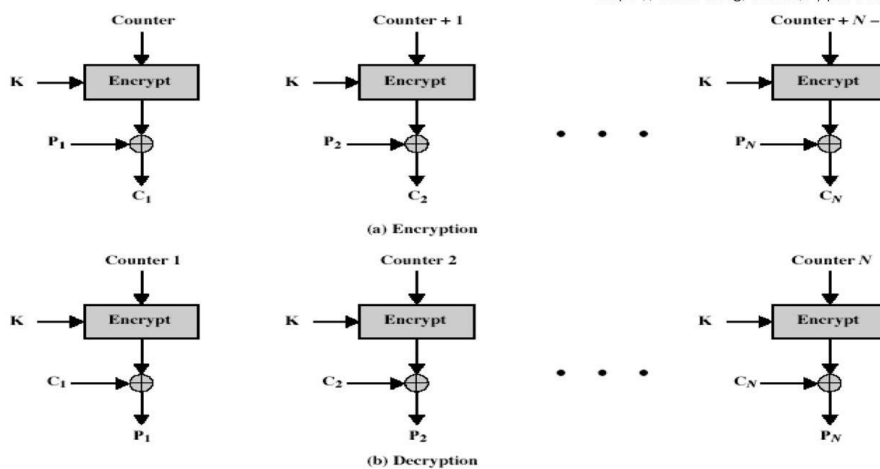 Counter Counter + 1 Counter + N –
K Encrypt K Encrypt K Encrypt
P1 P2 • • • PN
C1 C2 CN
(a) Encryption
Counter 1 Counter 2 Counter N
K Encrypt K Encrypt K Encrypt
C1 C2 • • • CN
P1 P2 PN
(b) Decryption